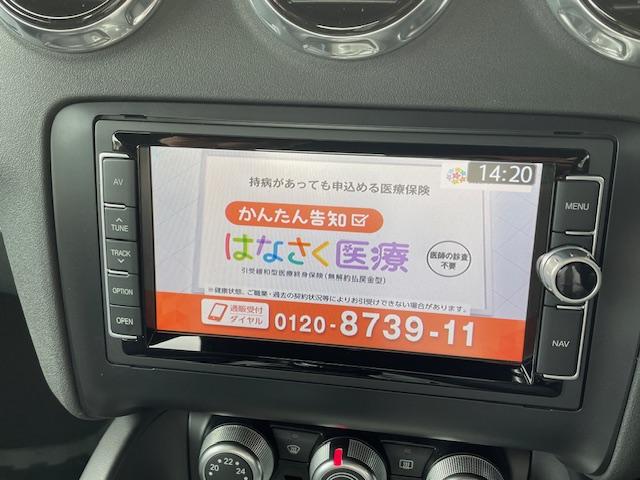 持病があっても申込める医療保険
14:20
かんたん告知
はなさく医療
引受緩和型医療終身保険(無解約払戻金型)
医師の診査
不要
※健康状態、ご職業・過去の契約状況等によりお引受けできない場合があります。
通販受付
ダイヤル
0120-8739-11
AV
TUNE
TRACK
OPTION
OPEN
MENU
NAV
20
22
24